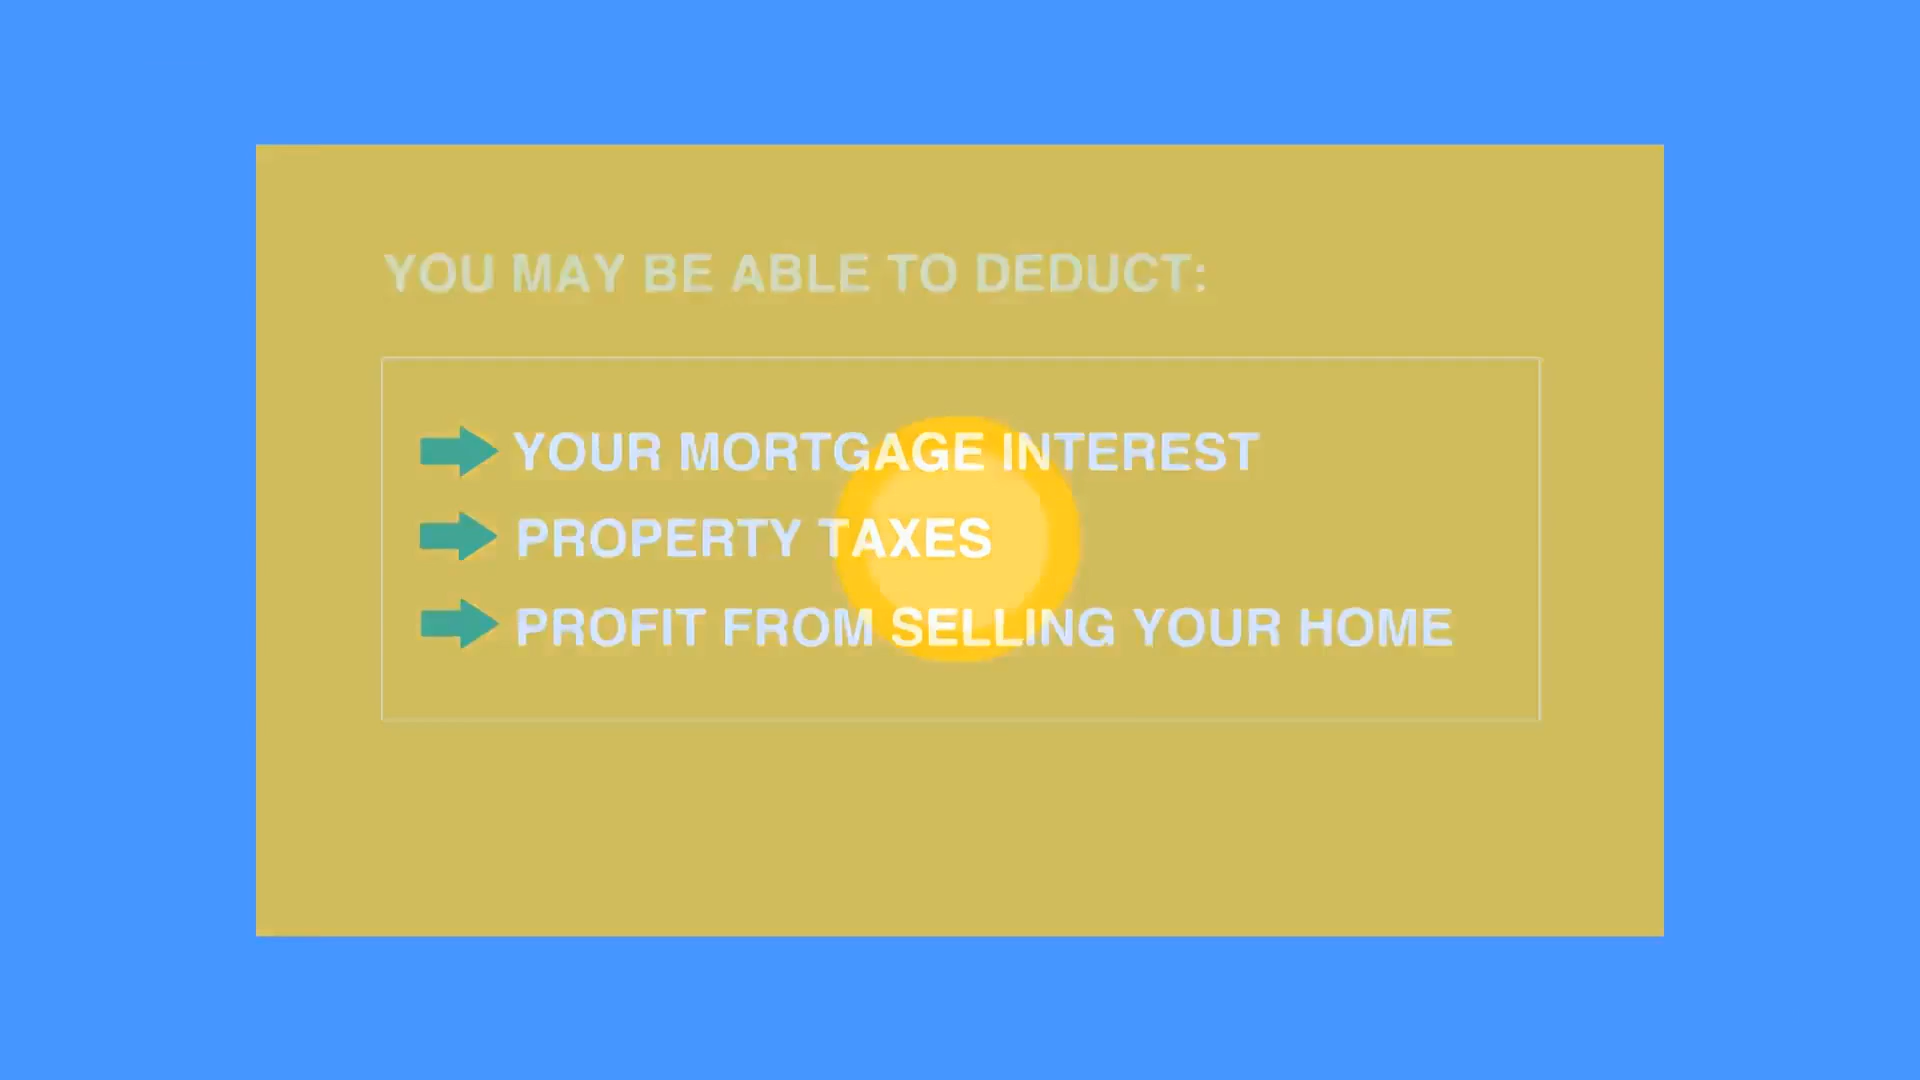 YOU MAY BE ABLE TO DEDUCT:
YOUR MORTGAGE INTEREST
PROPERTY TAXES
PROFIT FROM SELLING YOUR HOME